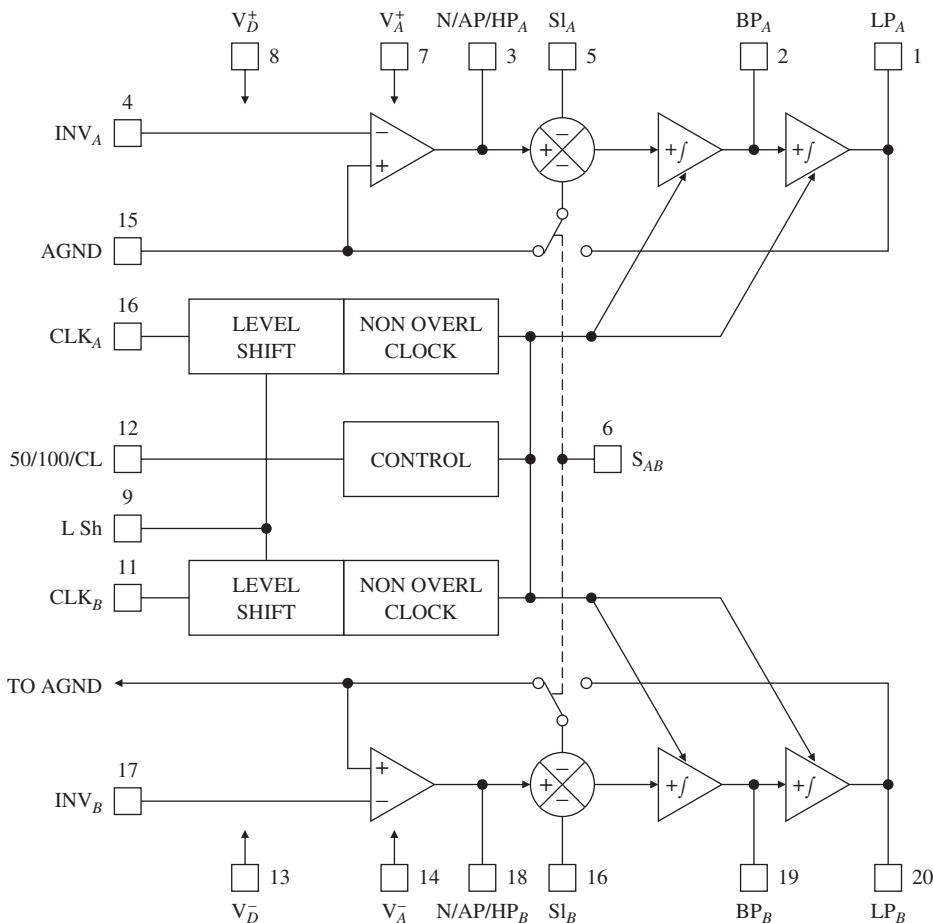 V_D^+ V_A^+ N/AP/HP_A Sl_A BP_A LP_A
8 7 3 5 2 1
4
INV_A − + + − − +∫ +∫
15
AGND
16
CLK_A LEVEL SHIFT NON OVERL CLOCK
12 6
50/100/CL CONTROL S_AB
9
L Sh
11
CLK_B LEVEL SHIFT NON OVERL CLOCK
TO AGND
17
INV_B + − − + − +∫ +∫
13 14 18 16 19 20
V_D^− V_A^− N/AP/HP_B Sl_B BP_B LP_B